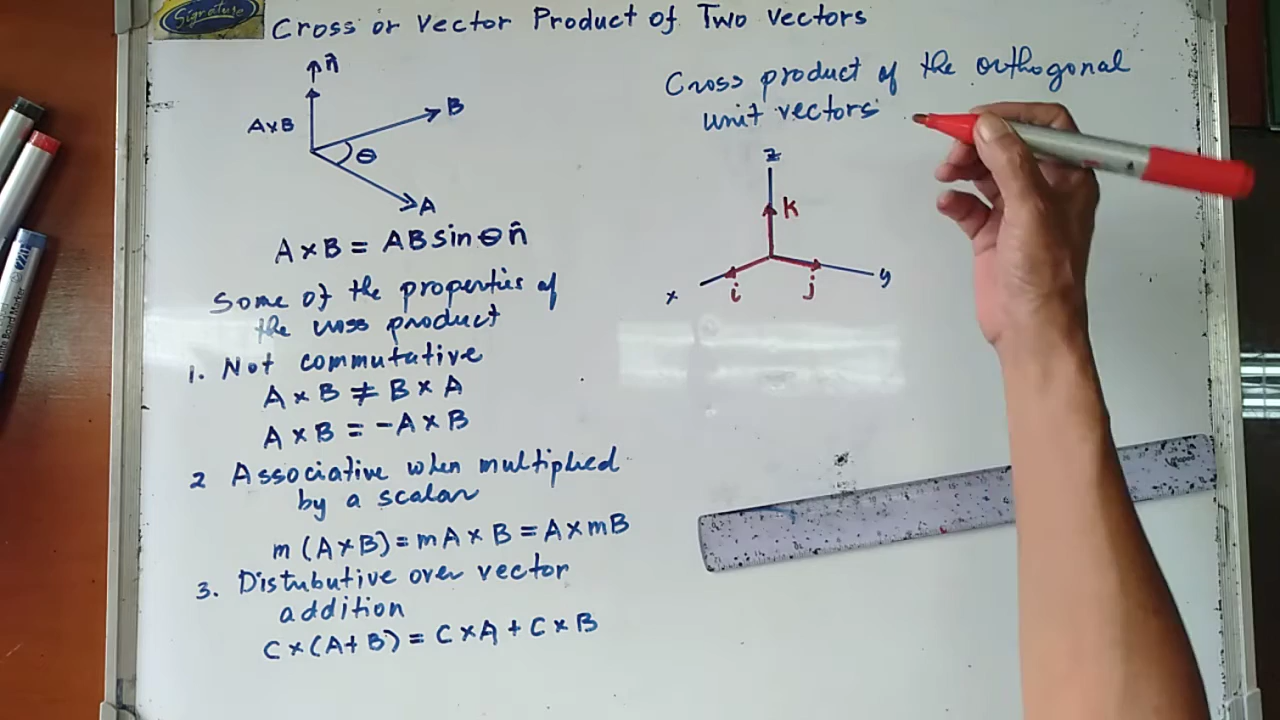 Signature
Cross or Vector Product of Two Vectors
n̂
A×B
B
θ
A
A × B = AB sin θ n̂
Some of the properties of
the cross product
1. Not commutative
A × B ≠ B × A
A × B = -A × B
2 Associative when multiplied
by a scalar
m (A×B) = mA × B = A × mB
3. Distributive over vector
addition
C × (A + B) = C × A + C × B
Cross product of the orthogonal
unit vectors
z
k
x
i
j
y